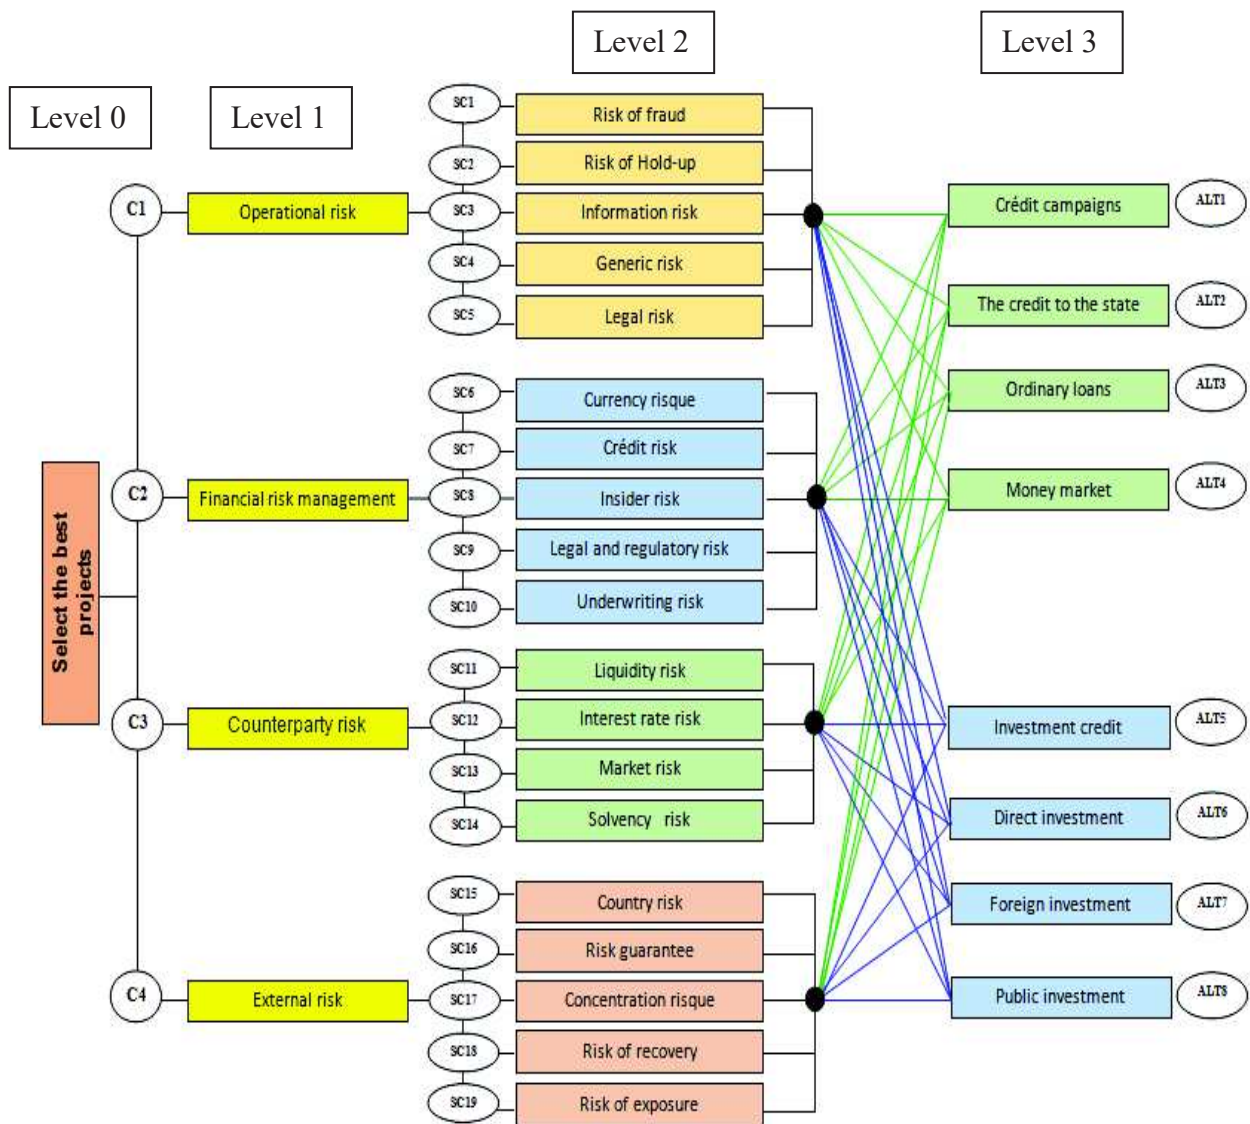 Level 2
Level 3
Level 0
Level 1
SC1
Risk of fraud
SC2
Risk of Hold-up
C1
Operational risk
SC3
Information risk
Crédit campaigns
ALT1
SC4
Generic risk
SC5
Legal risk
The credit to the state
ALT2
SC6
Currency risque
Ordinary loans
ALT3
SC7
Crédit risk
C2
Financial risk management
SC8
Insider risk
Money market
ALT4
SC9
Legal and regulatory risk
SC10
Underwriting risk
Select the best
projects
SC11
Liquidity risk
C3
Counterparty risk
SC12
Interest rate risk
Investment credit
ALT5
SC13
Market risk
SC14
Solvency risk
Direct investment
ALT6
SC15
Country risk
Foreign investment
ALT7
SC16
Risk guarantee
C4
External risk
SC17
Concentration risque
Public investment
ALT8
SC18
Risk of recovery
SC19
Risk of exposure